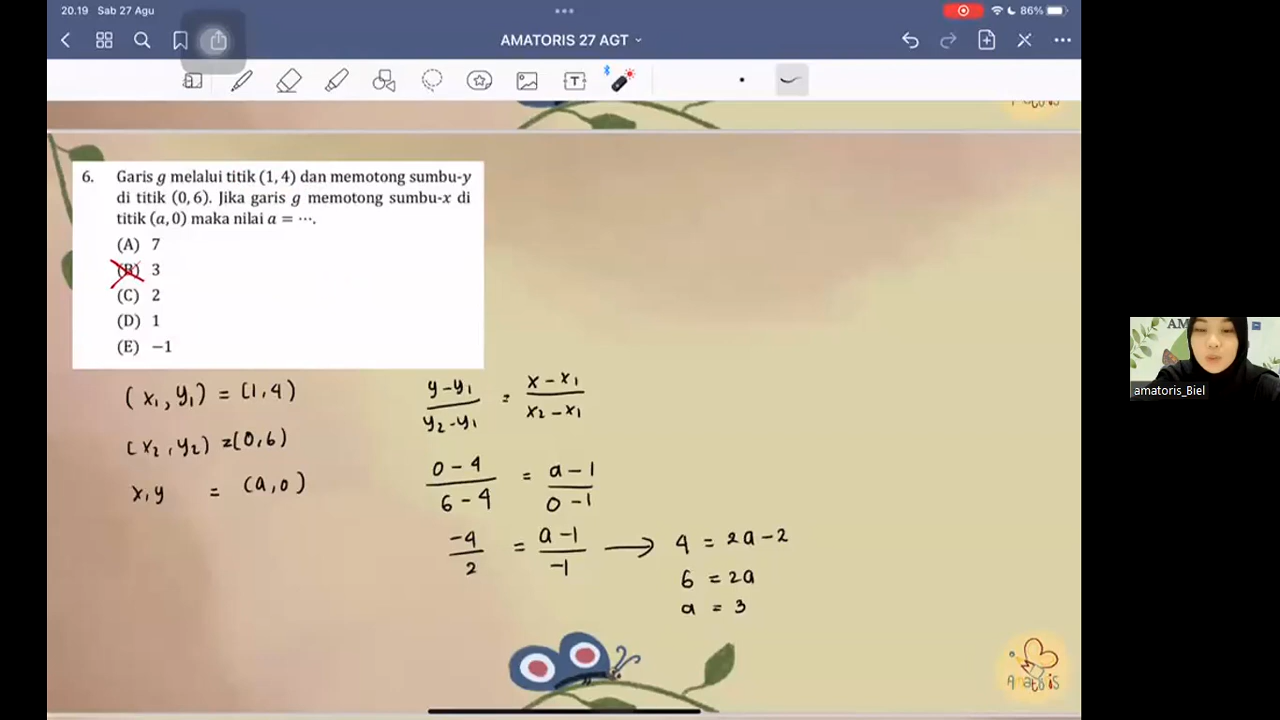 20.19 Sab 27 Agu
86%
AMATORIS 27 AGT
T
6. Garis g melalui titik (1, 4) dan memotong sumbu-y
di titik (0, 6). Jika garis g memotong sumbu-x di
titik (a, 0) maka nilai a = ⋯.
(A) 7
(B) 3
(C) 2
(D) 1
(E) −1
(x₁, y₁) = (1,4)
(x₂, y₂) = (0,6)
x,y = (a,0)
y-y₁ / y₂-y₁ = x-x₁ / x₂-x₁
0-4 / 6-4 = a-1 / 0-1
-4 / 2 = a-1 / -1 → 4 = 2a-2
6 = 2a
a = 3
Amatoris
AM
amatoris_Biel